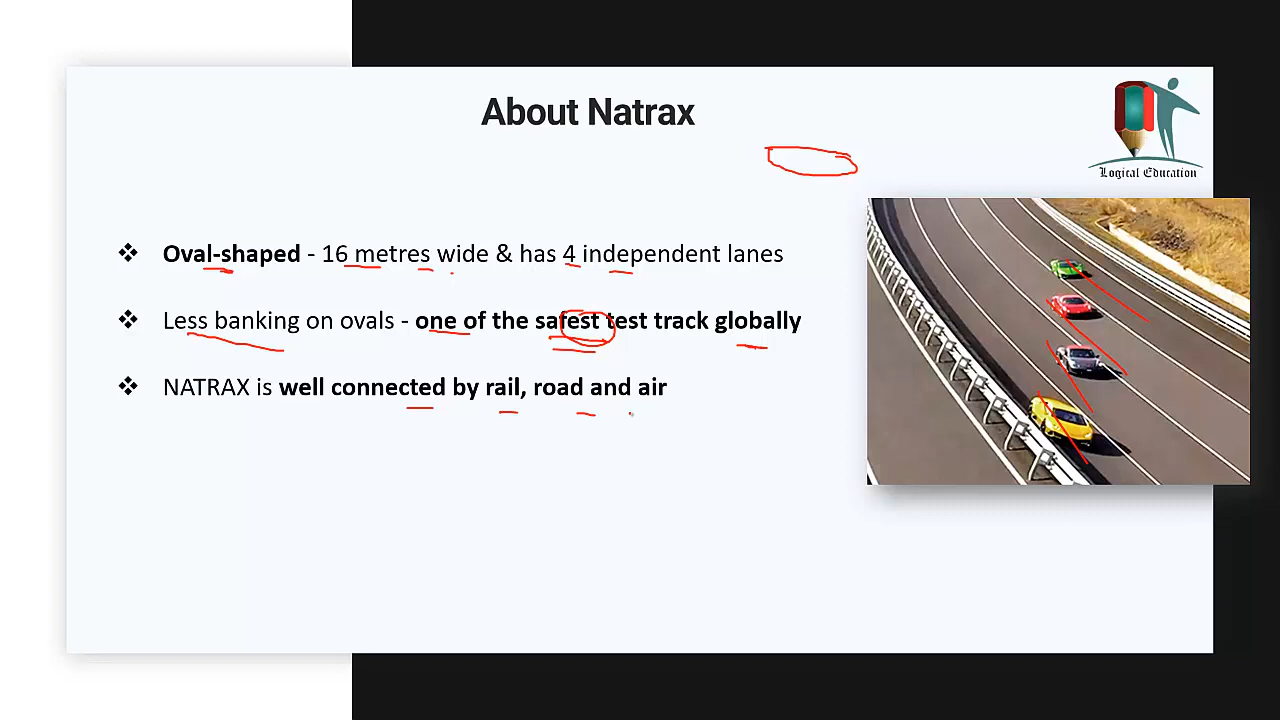 About Natrax
Logical Education
❖ Oval-shaped - 16 metres wide & has 4 independent lanes
❖ Less banking on ovals - one of the safest test track globally
❖ NATRAX is well connected by rail, road and air